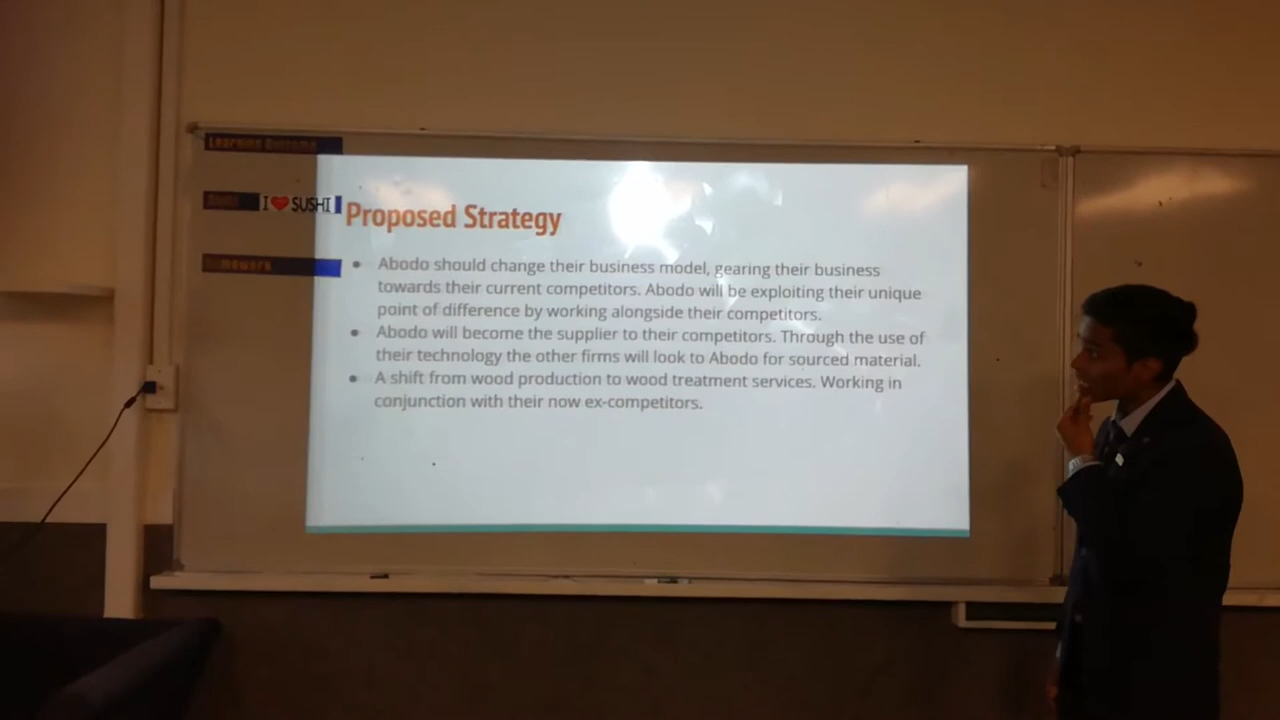 Learning Outcome
I ❤ SUSHI
Proposed Strategy
Homework
• Abodo should change their business model, gearing their business
towards their current competitors. Abodo will be exploiting their unique
point of difference by working alongside their competitors.
• Abodo will become the supplier to their competitors. Through the use of
their technology the other firms will look to Abodo for sourced material.
• A shift from wood production to wood treatment services. Working in
conjunction with their now ex-competitors.